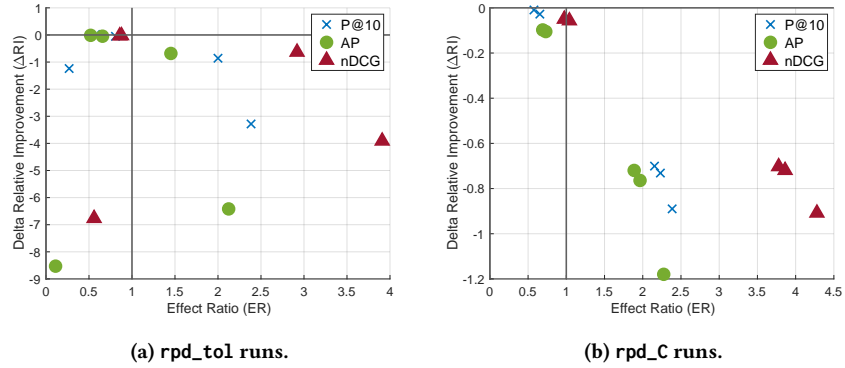 1
0
-1
-2
-3
-4
-5
-6
-7
-8
-9
Delta Relative Improvement (ΔRI)
0 0.5 1 1.5 2 2.5 3 3.5 4
Effect Ratio (ER)
P@10
AP
nDCG
(a) rpd_tol runs.
0
-0.2
-0.4
-0.6
-0.8
-1
-1.2
Delta Relative Improvement (ΔRI)
0 0.5 1 1.5 2 2.5 3 3.5 4 4.5
Effect Ratio (ER)
P@10
AP
nDCG
(b) rpd_C runs.